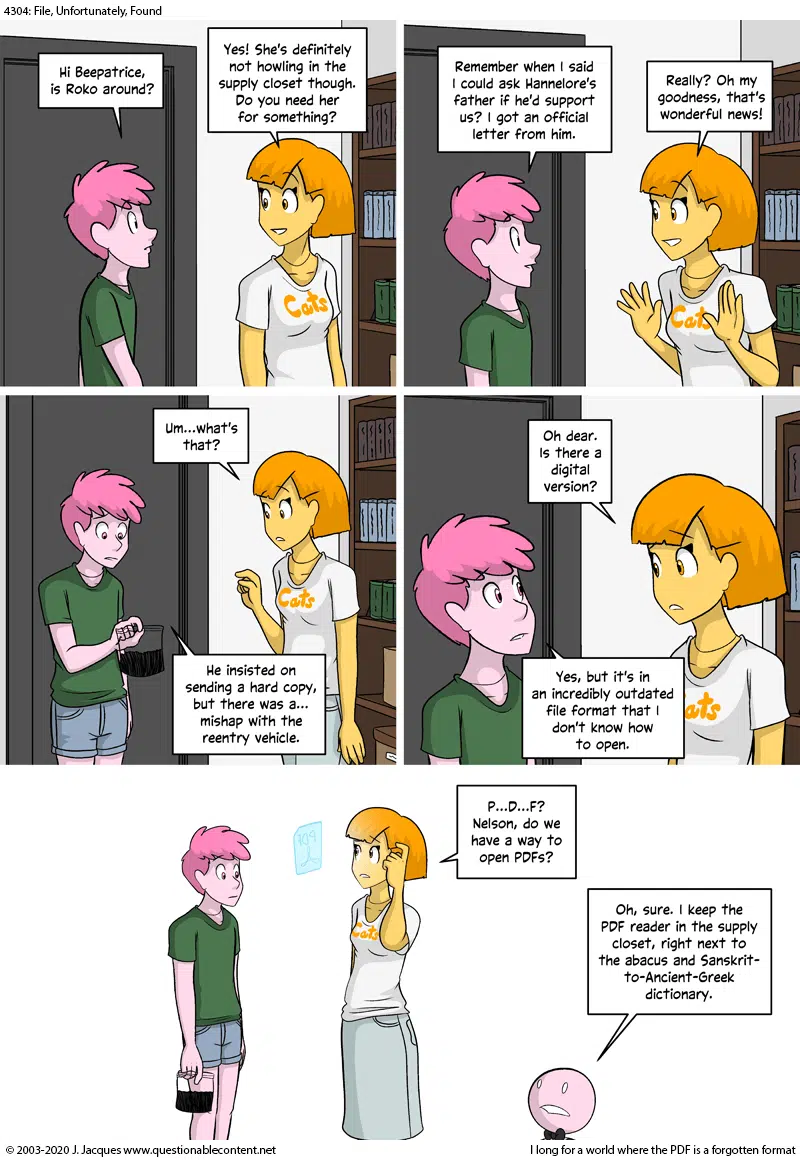 4304: File, Unfortunately, Found
Hi Beepatrice,
is Roko around?
Yes! She's definitely
not howling in the
supply closet though.
Do you need her
for something?
Cats
Remember when I said
I could ask Hannelore's
father if he'd support
us? I got an official
letter from him.
Really? Oh my
goodness, that's
wonderful news!
Cats
Um...what's
that?
Cats
He insisted on
sending a hard copy,
but there was a...
mishap with the
reentry vehicle.
Oh dear.
Is there a
digital
version?
ats
Yes, but it's in
an incredibly outdated
file format that I
don't know how
to open.
P...D...F?
Nelson, do we
have a way to
open PDFs?
PDF
Cats
Oh, sure. I keep the
PDF reader in the supply
closet, right next to
the abacus and Sanskrit-
to-Ancient-Greek
dictionary.
© 2003-2020 J. Jacques www.questionablecontent.net
I long for a world where the PDF is a forgotten format